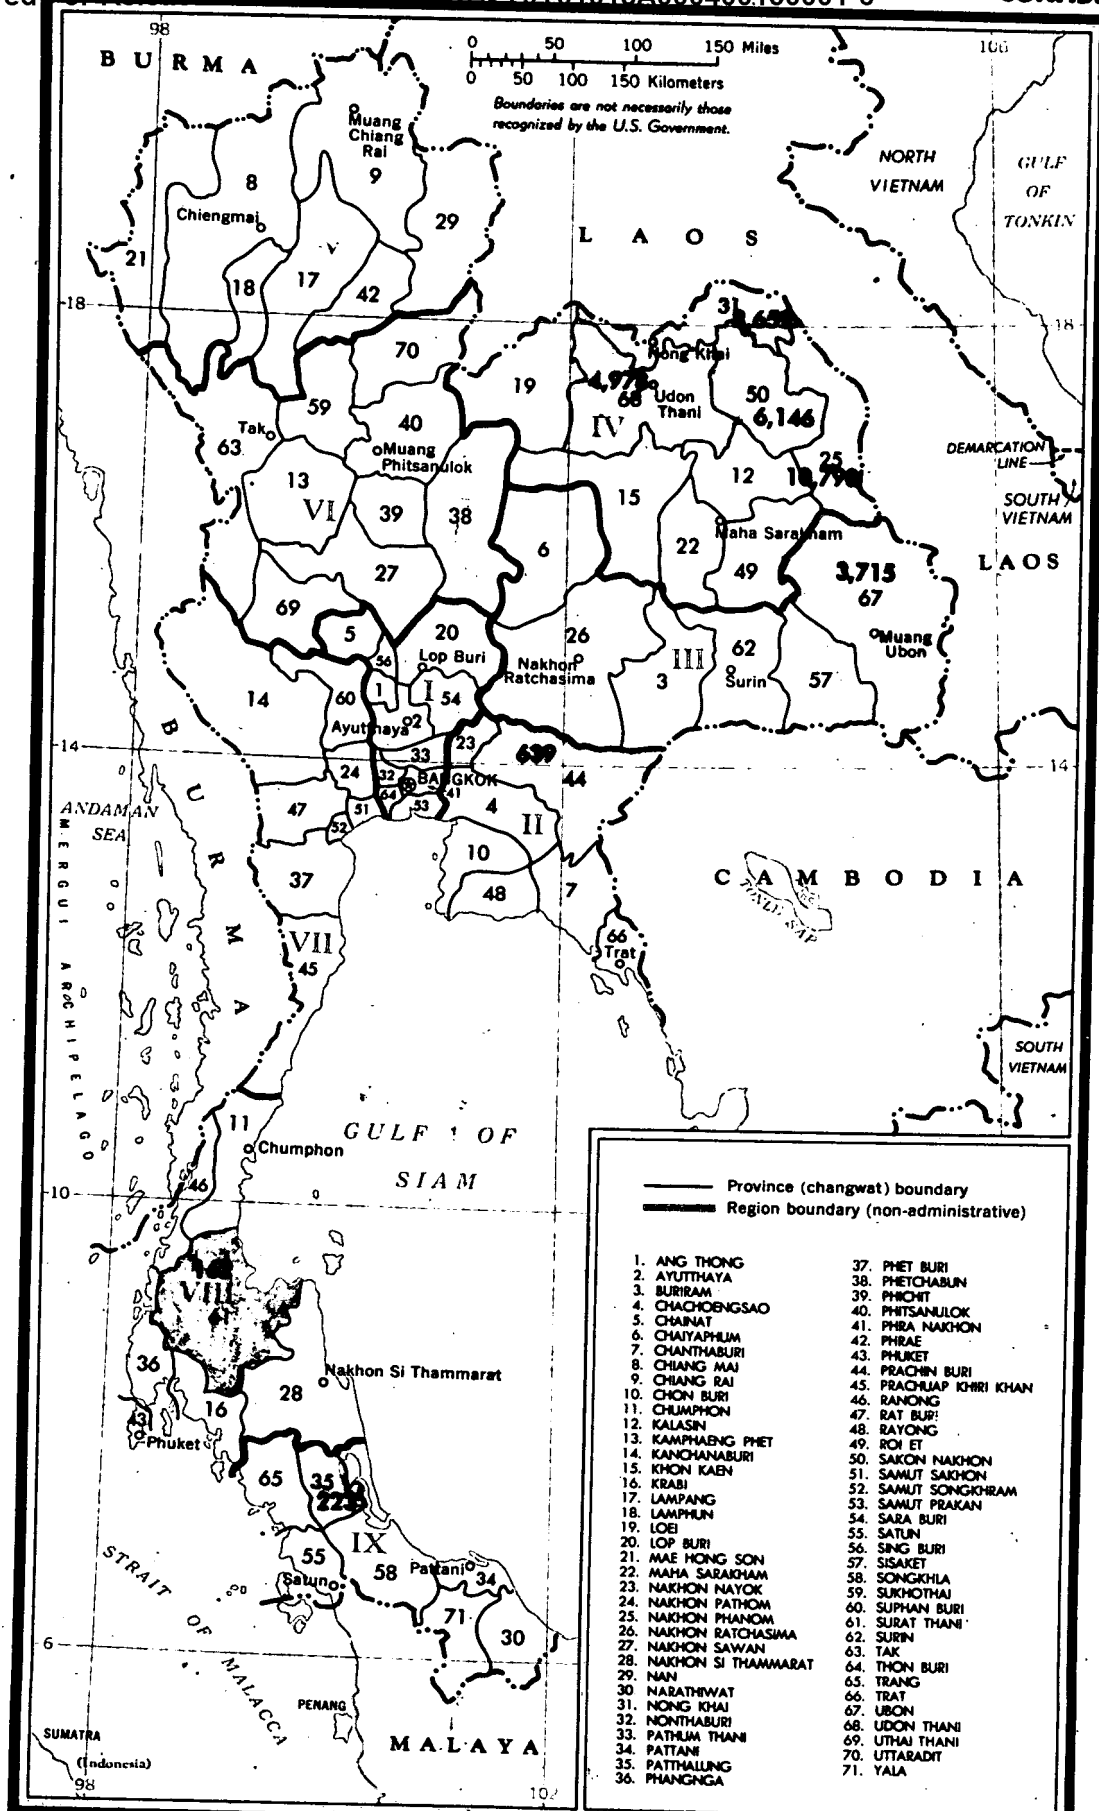 98
106
BURMA
0 50 100 150 Miles
0 50 100 150 Kilometers
Boundaries are not necessarily those
recognized by the U.S. Government.
Muang
Chiang
Rai
NORTH
VIETNAM
GULF
OF
TONKIN
8
9
Chiengmai
29
LAOS
21
18
17
42
18
31
18
70
Nong Khai
19
68
Udon
Thani
50
6,146
59
40
IV
Tak
63
Muang
Phitsanulok
DEMARCATION
LINE
25
12
13
VI
39
38
15
SOUTH
VIETNAM
Maha Sarakham
6
22
49
3,715
67
LAOS
27
69
5
20
26
62
Muang
Ubon
56
Lop Buri
Nakhon
Ratchasima
III
3
Surin
57
14
60
1
I
54
Ayutthaya
2
BURMA
14
33
23
639
14
24
32
BANGKOK
44
64
41
47
51
53
4
52
II
ANDAMAN
SEA
MERGUI ARCHIPELAGO
37
10
CAMBODIA
48
7
TONLE SAP
VII
45
66
Trat
SOUTH
VIETNAM
11
Chumphon
GULF OF
SIAM
46
10
VIII
36
Nakhon Si Thammarat
28
16
43
Phuket
65
35
IX
55
58
Pattani
34
Satun
STRAIT OF MALACCA
71
30
6
PENANG
SUMATRA
(Indonesia)
MALAYA
98
102
Province (changwat) boundary
Region boundary (non-administrative)
1. ANG THONG
2. AYUTTHAYA
3. BURIRAM
4. CHACHOENGSAO
5. CHAINAT
6. CHAIYAPHUM
7. CHANTHABURI
8. CHIANG MAI
9. CHIANG RAI
10. CHON BURI
11. CHUMPHON
12. KALASIN
13. KAMPHAENG PHET
14. KANCHANABURI
15. KHON KAEN
16. KRABI
17. LAMPANG
18. LAMPHUN
19. LOEI
20. LOP BURI
21. MAE HONG SON
22. MAHA SARAKHAM
23. NAKHON NAYOK
24. NAKHON PATHOM
25. NAKHON PHANOM
26. NAKHON RATCHASIMA
27. NAKHON SAWAN
28. NAKHON SI THAMMARAT
29. NAN
30 NARATHIWAT
31. NONG KHAI
32. NONTHABURI
33. PATHUM THANI
34. PATTANI
35. PATTHALUNG
36. PHANGNGA
37. PHET BURI
38. PHETCHABUN
39. PHICHIT
40. PHITSANULOK
41. PHRA NAKHON
42. PHRAE
43. PHUKET
44. PRACHIN BURI
45. PRACHUAP KHIRI KHAN
46. RANONG
47. RAT BURI
48. RAYONG
49. ROI ET
50. SAKON NAKHON
51. SAMUT SAKHON
52. SAMUT SONGKHRAM
53. SAMUT PRAKAN
54. SARA BURI
55. SATUN
56. SING BURI
57. SISAKET
58. SONGKHLA
59. SUKHOTHAI
60. SUPHAN BURI
61. SURAT THANI
62. SURIN
63. TAK
64. THON BURI
65. TRANG
66. TRAT
67. UBON
68. UDON THANI
69. UTHAI THANI
70. UTTARADIT
71. YALA